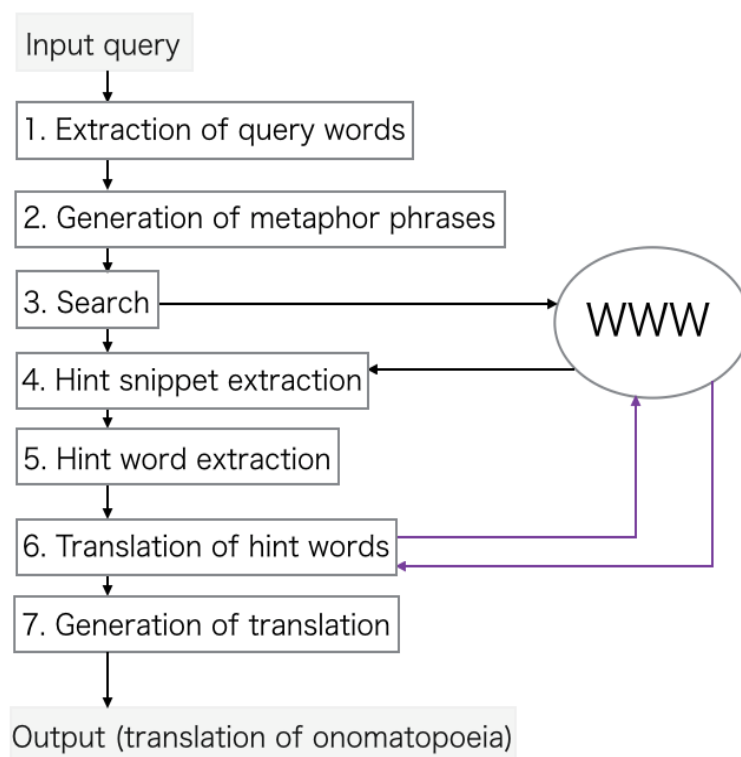 Input query
1. Extraction of query words
2. Generation of metaphor phrases
3. Search
WWW
4. Hint snippet extraction
5. Hint word extraction
6. Translation of hint words
7. Generation of translation
Output (translation of onomatopoeia)